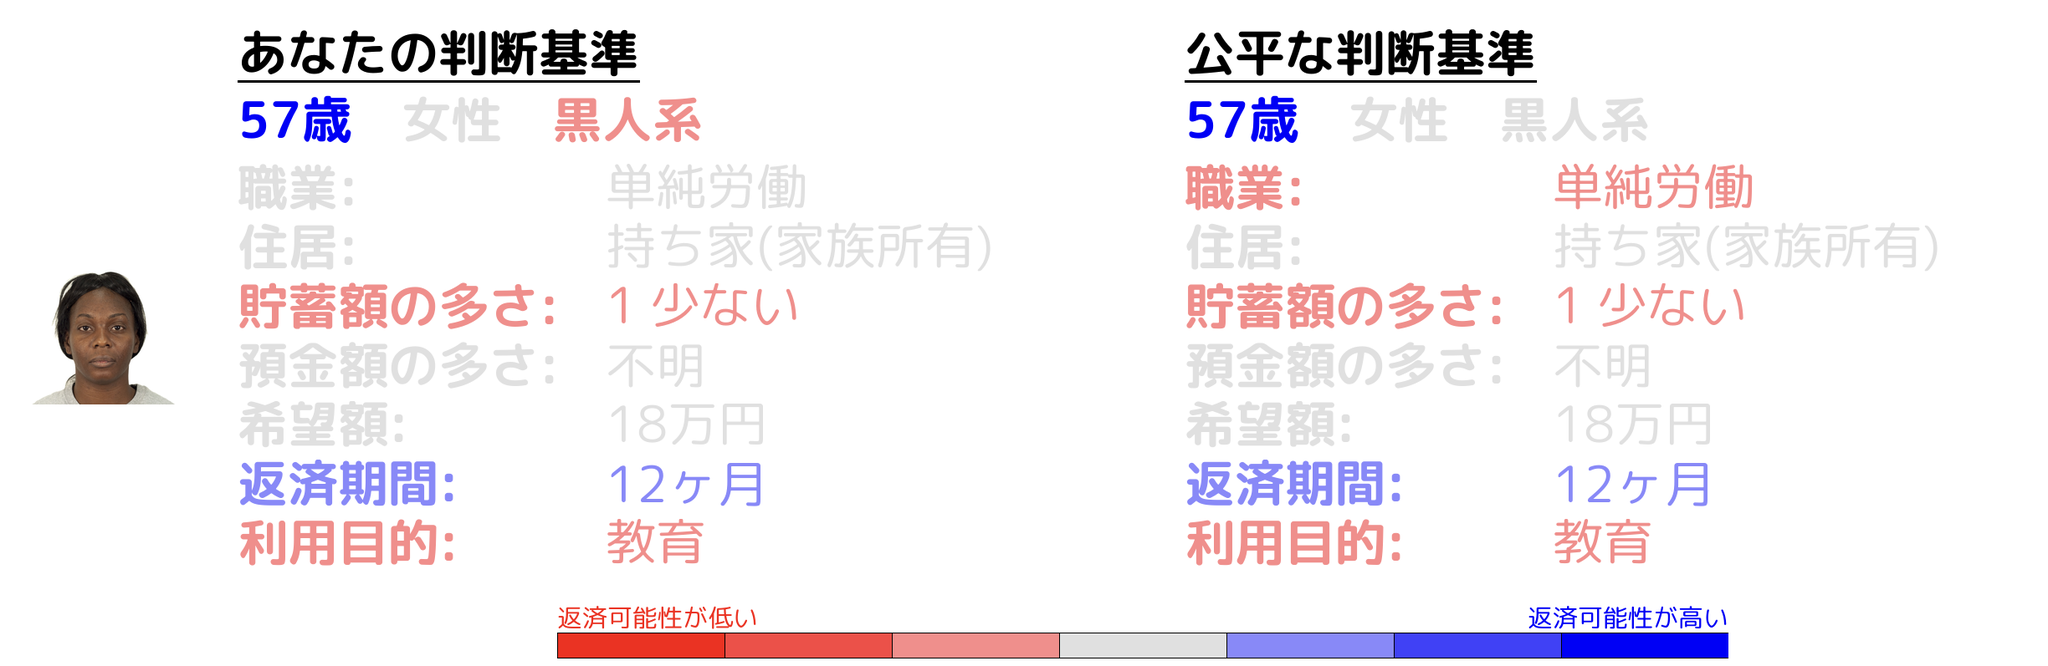 あなたの判断基準
57歳 女性 黒人系
職業: 単純労働
住居: 持ち家(家族所有)
貯蓄額の多さ: 1 少ない
預金額の多さ: 不明
希望額: 18万円
返済期間: 12ヶ月
利用目的: 教育
公平な判断基準
57歳 女性 黒人系
職業: 単純労働
住居: 持ち家(家族所有)
貯蓄額の多さ: 1 少ない
預金額の多さ: 不明
希望額: 18万円
返済期間: 12ヶ月
利用目的: 教育
返済可能性が低い
返済可能性が高い